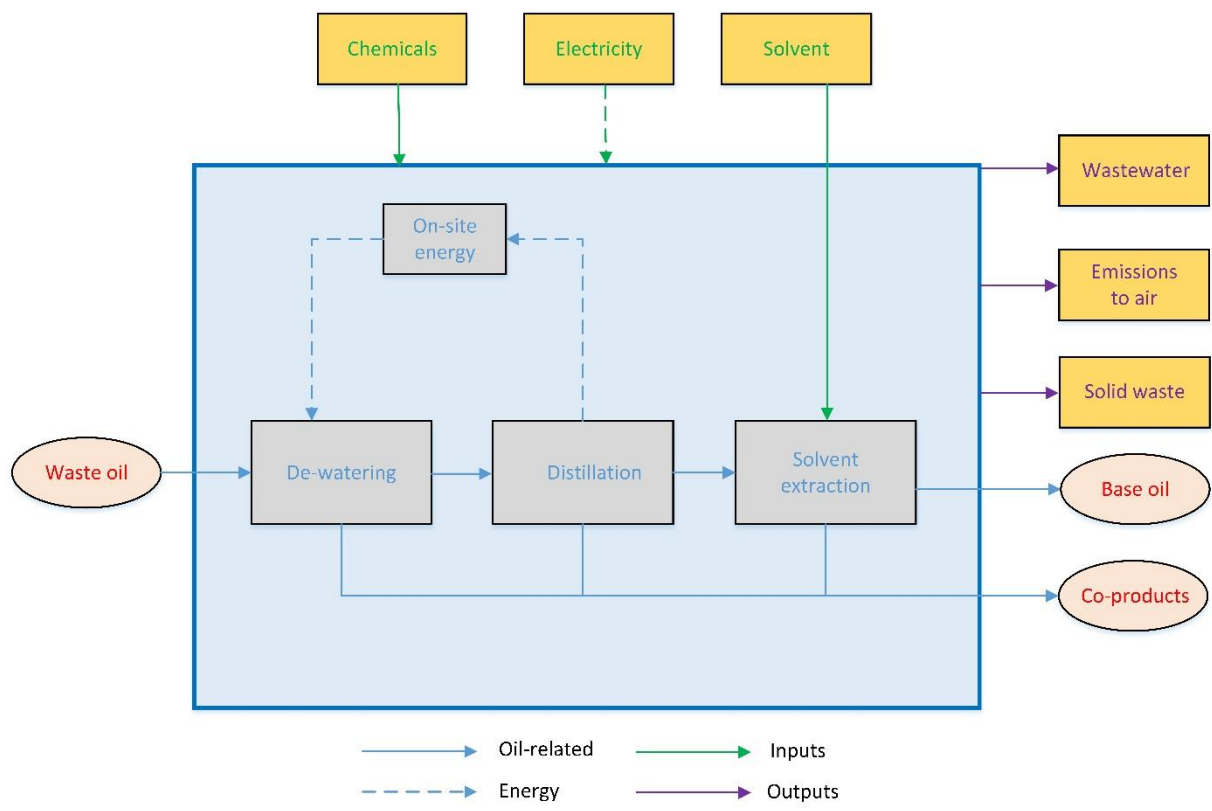 Chemicals
Electricity
Solvent
Wastewater
On-site
energy
Emissions
to air
Solid waste
Waste oil
De-watering
Distillation
Solvent
extraction
Base oil
Co-products
Oil-related
Inputs
Energy
Outputs